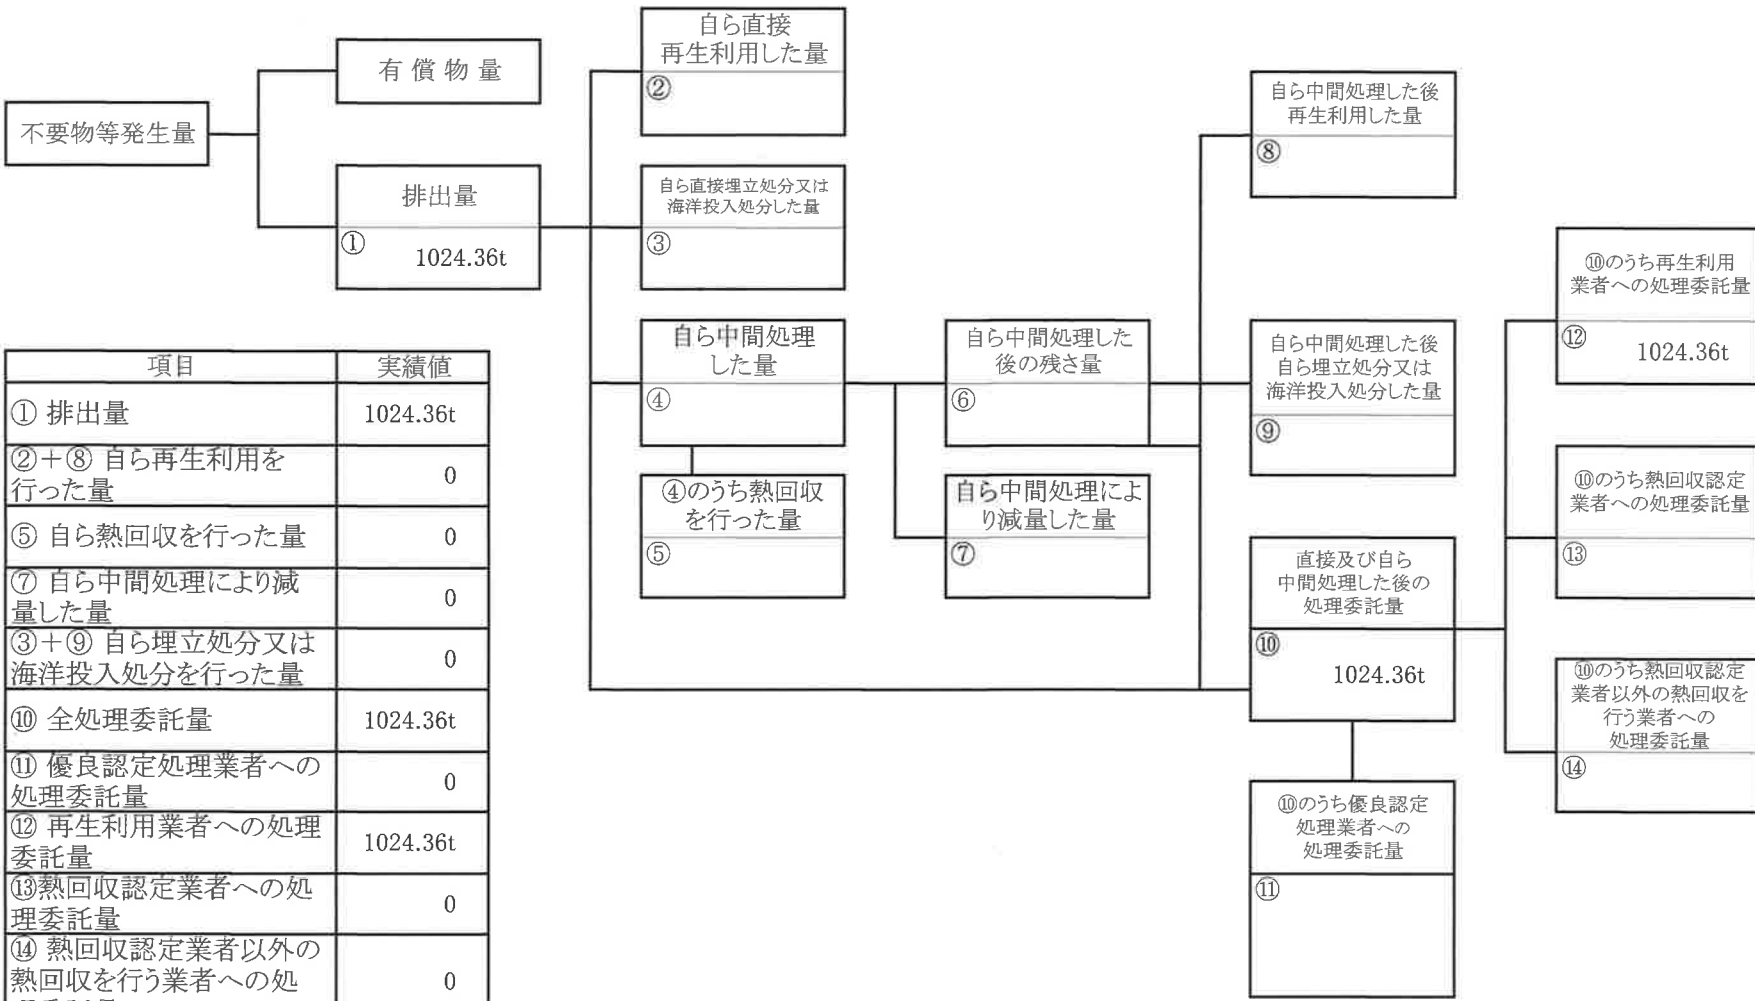 不要物等発生量
有償物量
排出量
①
1024.36t
自ら直接
再生利用した量
②
自ら直接埋立処分又は
海洋投入処分した量
③
自ら中間処理
した量
④
④のうち熱回収
を行った量
⑤
自ら中間処理した
後の残さ量
⑥
自ら中間処理によ
り減量した量
⑦
自ら中間処理した後
再生利用した量
⑧
自ら中間処理した後
自ら埋立処分又は
海洋投入処分した量
⑨
直接及び自ら
中間処理した後の
処理委託量
⑩
1024.36t
⑩のうち優良認定
処理業者への
処理委託量
⑪
⑩のうち再生利用
業者への処理委託量
⑫
1024.36t
⑩のうち熱回収認定
業者への処理委託量
⑬
⑩のうち熱回収認定
業者以外の熱回収を
行う業者への
処理委託量
⑭
項目 実績値
① 排出量 1024.36t
②+⑧ 自ら再生利用を
行った量 0
⑤ 自ら熱回収を行った量 0
⑦ 自ら中間処理により減
量した量 0
③+⑨ 自ら埋立処分又は
海洋投入処分を行った量 0
⑩ 全処理委託量 1024.36t
⑪ 優良認定処理業者への
処理委託量 0
⑫ 再生利用業者への処理
委託量 1024.36t
⑬熱回収認定業者への処
理委託量 0
⑭ 熱回収認定業者以外の
熱回収を行う業者への処 0